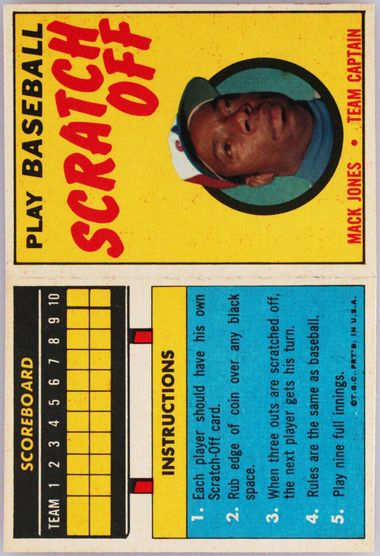 PLAY BASEBALL
SCRATCH
OFF
MACK JONES • TEAM CAPTAIN
SCOREBOARD
TEAM 1 2 3 4 5 6 7 8 9 10
INSTRUCTIONS
1. Each player should have his own
Scratch-Off card.
2. Rub edge of coin over any black
space.
3. When three outs are scratched off,
the next player gets his turn.
4. Rules are the same as baseball.
5. Play nine full innings.
©T.C.G. PRT'D. IN U.S.A.